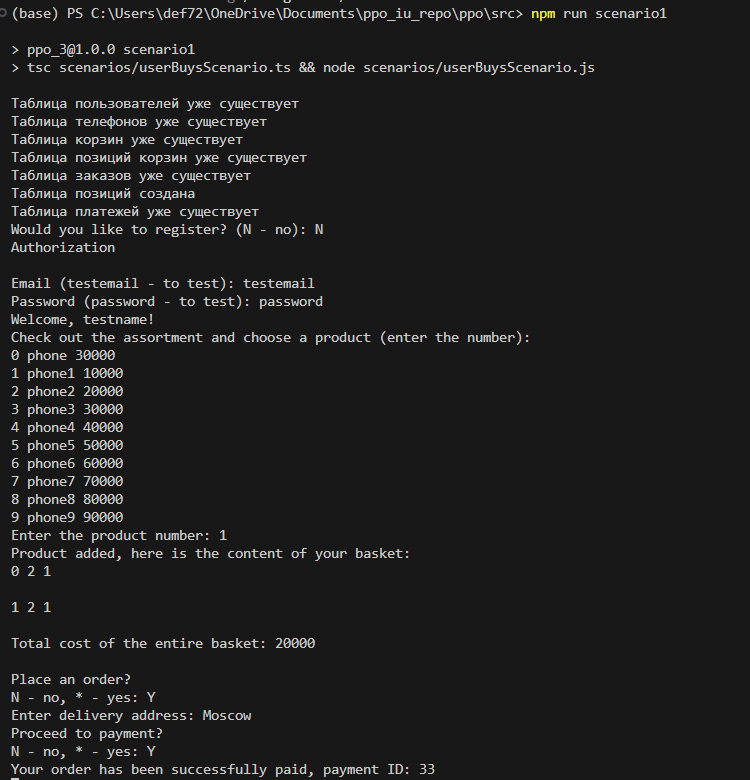 (base) PS C:\Users\def72\OneDrive\Documents\ppo_iu_repo\ppo\src> npm run scenario1
> ppo_3@1.0.0 scenario1
> tsc scenarios/userBuysScenario.ts && node scenarios/userBuysScenario.js
Таблица пользователей уже существует
Таблица телефонов уже существует
Таблица корзин уже существует
Таблица позиций корзин уже существует
Таблица заказов уже существует
Таблица позиций создана
Таблица платежей уже существует
Would you like to register? (N - no): N
Authorization
Email (testemail - to test): testemail
Password (password - to test): password
Welcome, testname!
Check out the assortment and choose a product (enter the number):
0 phone 30000
1 phone1 10000
2 phone2 20000
3 phone3 30000
4 phone4 40000
5 phone5 50000
6 phone6 60000
7 phone7 70000
8 phone8 80000
9 phone9 90000
Enter the product number: 1
Product added, here is the content of your basket:
0 2 1
1 2 1
Total cost of the entire basket: 20000
Place an order?
N - no, * - yes: Y
Enter delivery address: Moscow
Proceed to payment?
N - no, * - yes: Y
Your order has been successfully paid, payment ID: 33